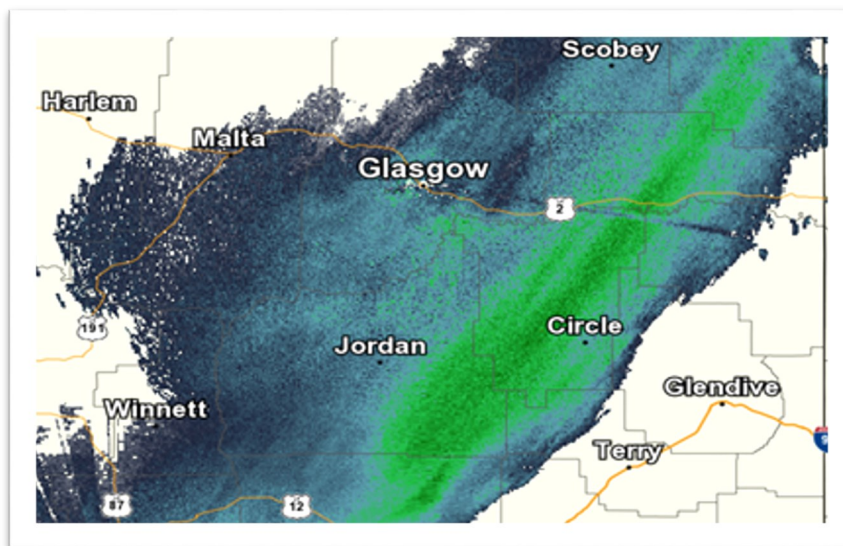 Scobey
Harlem
Malta
Glasgow
2
191
Circle
Jordan
Glendive
Winnett
Terry
87
12